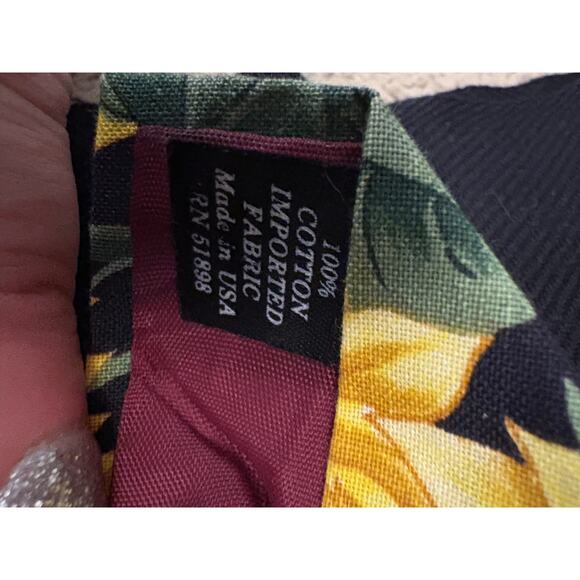 100%
COTTON
IMPORTED
FABRIC
Made in USA
RN 51898